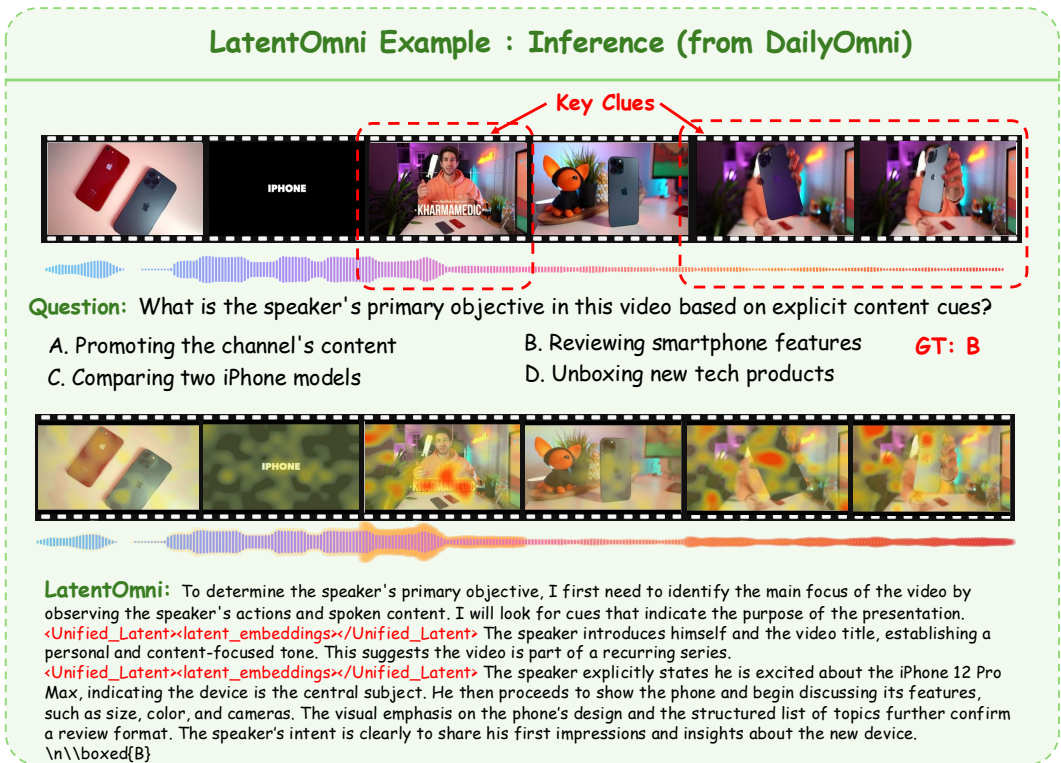 LatentOmni Example : Inference (from DailyOmni)
Key Clues
IPHONE
KHARMAMEDIC
Question: What is the speaker's primary objective in this video based on explicit content cues?
A. Promoting the channel's content
B. Reviewing smartphone features
GT: B
C. Comparing two iPhone models
D. Unboxing new tech products
IPHONE
LatentOmni: To determine the speaker's primary objective, I first need to identify the main focus of the video by
observing the speaker's actions and spoken content. I will look for cues that indicate the purpose of the presentation.
<Unified_Latent><latent_embeddings></Unified_Latent> The speaker introduces himself and the video title, establishing a
personal and content-focused tone. This suggests the video is part of a recurring series.
<Unified_Latent><latent_embeddings></Unified_Latent> The speaker explicitly states he is excited about the iPhone 12 Pro
Max, indicating the device is the central subject. He then proceeds to show the phone and begin discussing its features,
such as size, color, and cameras. The visual emphasis on the phone's design and the structured list of topics further confirm
a review format. The speaker's intent is clearly to share his first impressions and insights about the new device.
\n\\boxed{B}